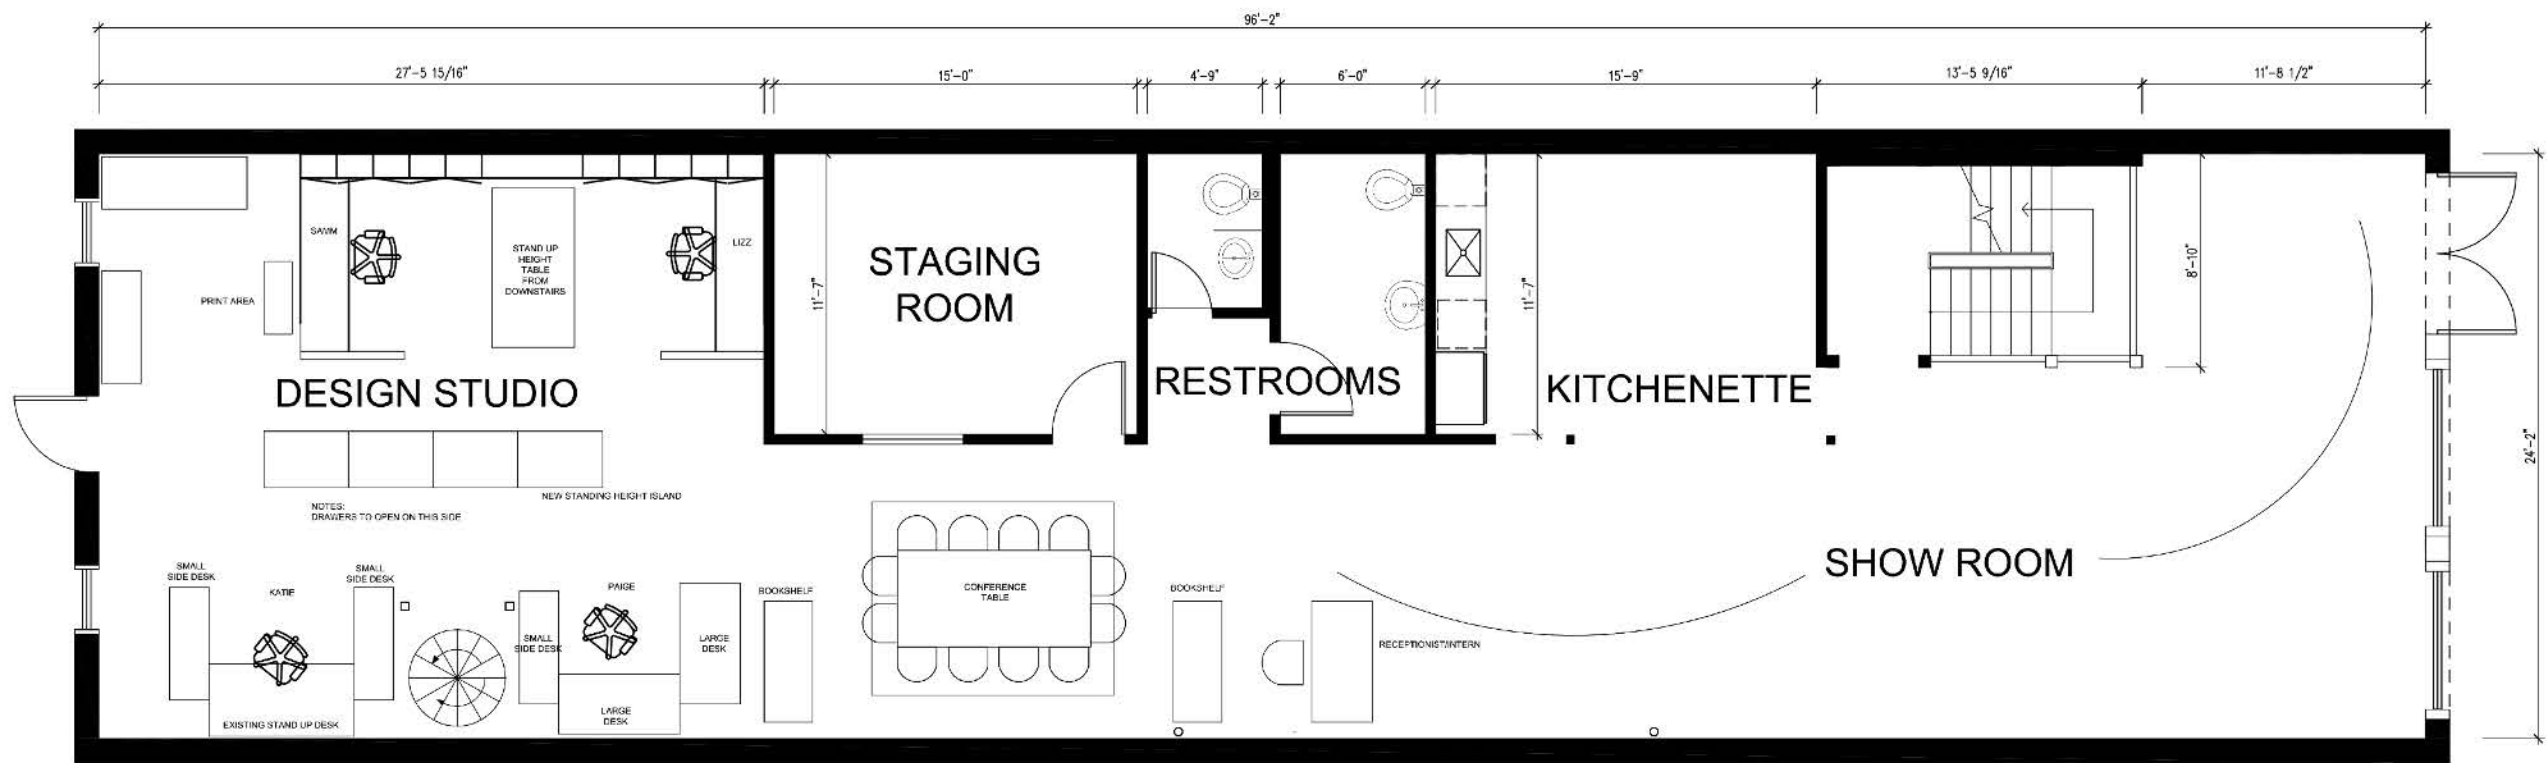 96'-2"
27'-5 15/16"
15'-0"
4'-9"
6'-0"
15'-9"
13'-5 9/16"
11'-8 1/2"
SAMM
LIZZ
STAND UP
HEIGHT
TABLE
FROM
DOWNSTAIRS
PRINT AREA
11'-7"
STAGING
ROOM
11'-7"
8'-10"
24'-2"
DESIGN STUDIO
RESTROOMS
KITCHENETTE
NEW STANDING HEIGHT ISLAND
NOTES:
DRAWERS TO OPEN ON THIS SIDE
SHOW ROOM
SMALL
SIDE DESK
KATIE
SMALL
SIDE DESK
PAIGE
SMALL
SIDE DESK
LARGE
DESK
BOOKSHELF
CONFERENCE
TABLE
BOOKSHELF
RECEPTIONIST/INTERN
EXISTING STAND UP DESK
LARGE
DESK